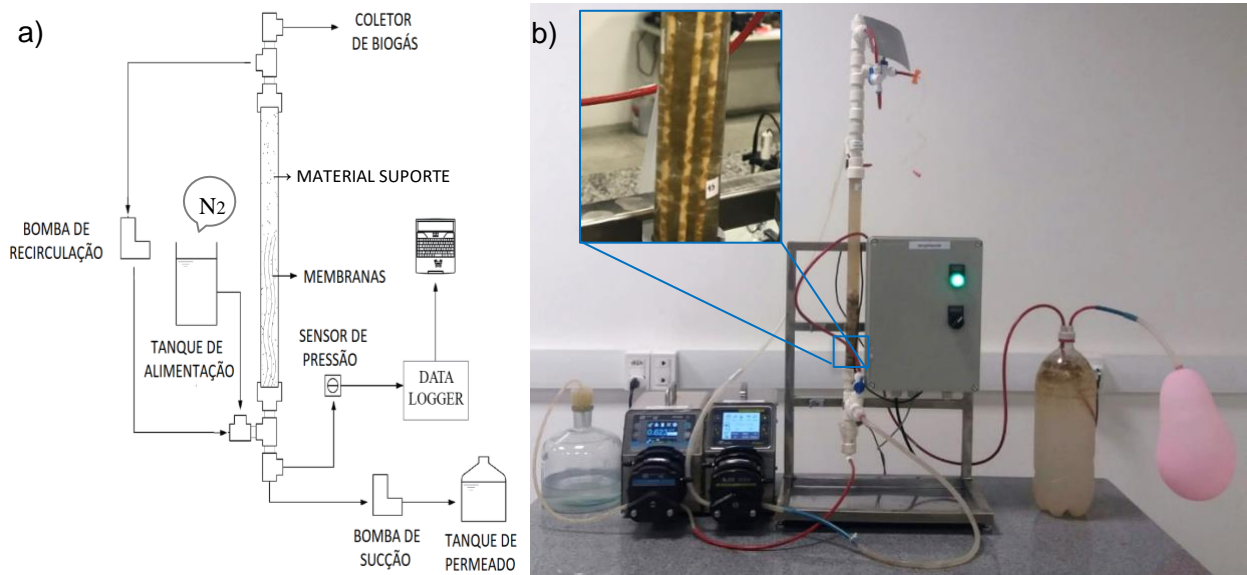 a)
COLETOR
DE BIOGÁS
MATERIAL SUPORTE
N2
BOMBA DE
RECIRCULAÇÃO
MEMBRANAS
TANQUE DE
ALIMENTAÇÃO
SENSOR DE
PRESSÃO
DATA
LOGGER
BOMBA DE
SUCÇÃO
TANQUE DE
PERMEADO
b)